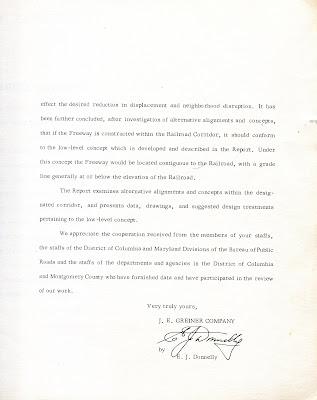 effect the desired reduction in displacement and neighborhood disruption. It has
been further concluded, after investigation of alternative alignments and concepts,
that if the Freeway is constructed within the Railroad Corridor, it should conform
to the low-level concept which is developed and described in the Report. Under
this concept the Freeway would be located contiguous to the Railroad, with a grade
line generally at or below the elevation of the Railroad.
The Report examines alternative alignments and concepts within the desig-
nated corridor, and presents data, drawings, and suggested design treatments
pertaining to the low-level concept.
We appreciate the cooperation received from the members of your staffs,
the staffs of the District of Columbia and Maryland Divisions of the Bureau of Public
Roads and the staffs of the departments and agencies in the District of Columbia
and Montgomery County who have furnished data and have participated in the review
of our work.
Very truly yours,
J. E. GREINER COMPANY
E J Donnelly
by
E. J. Donnelly